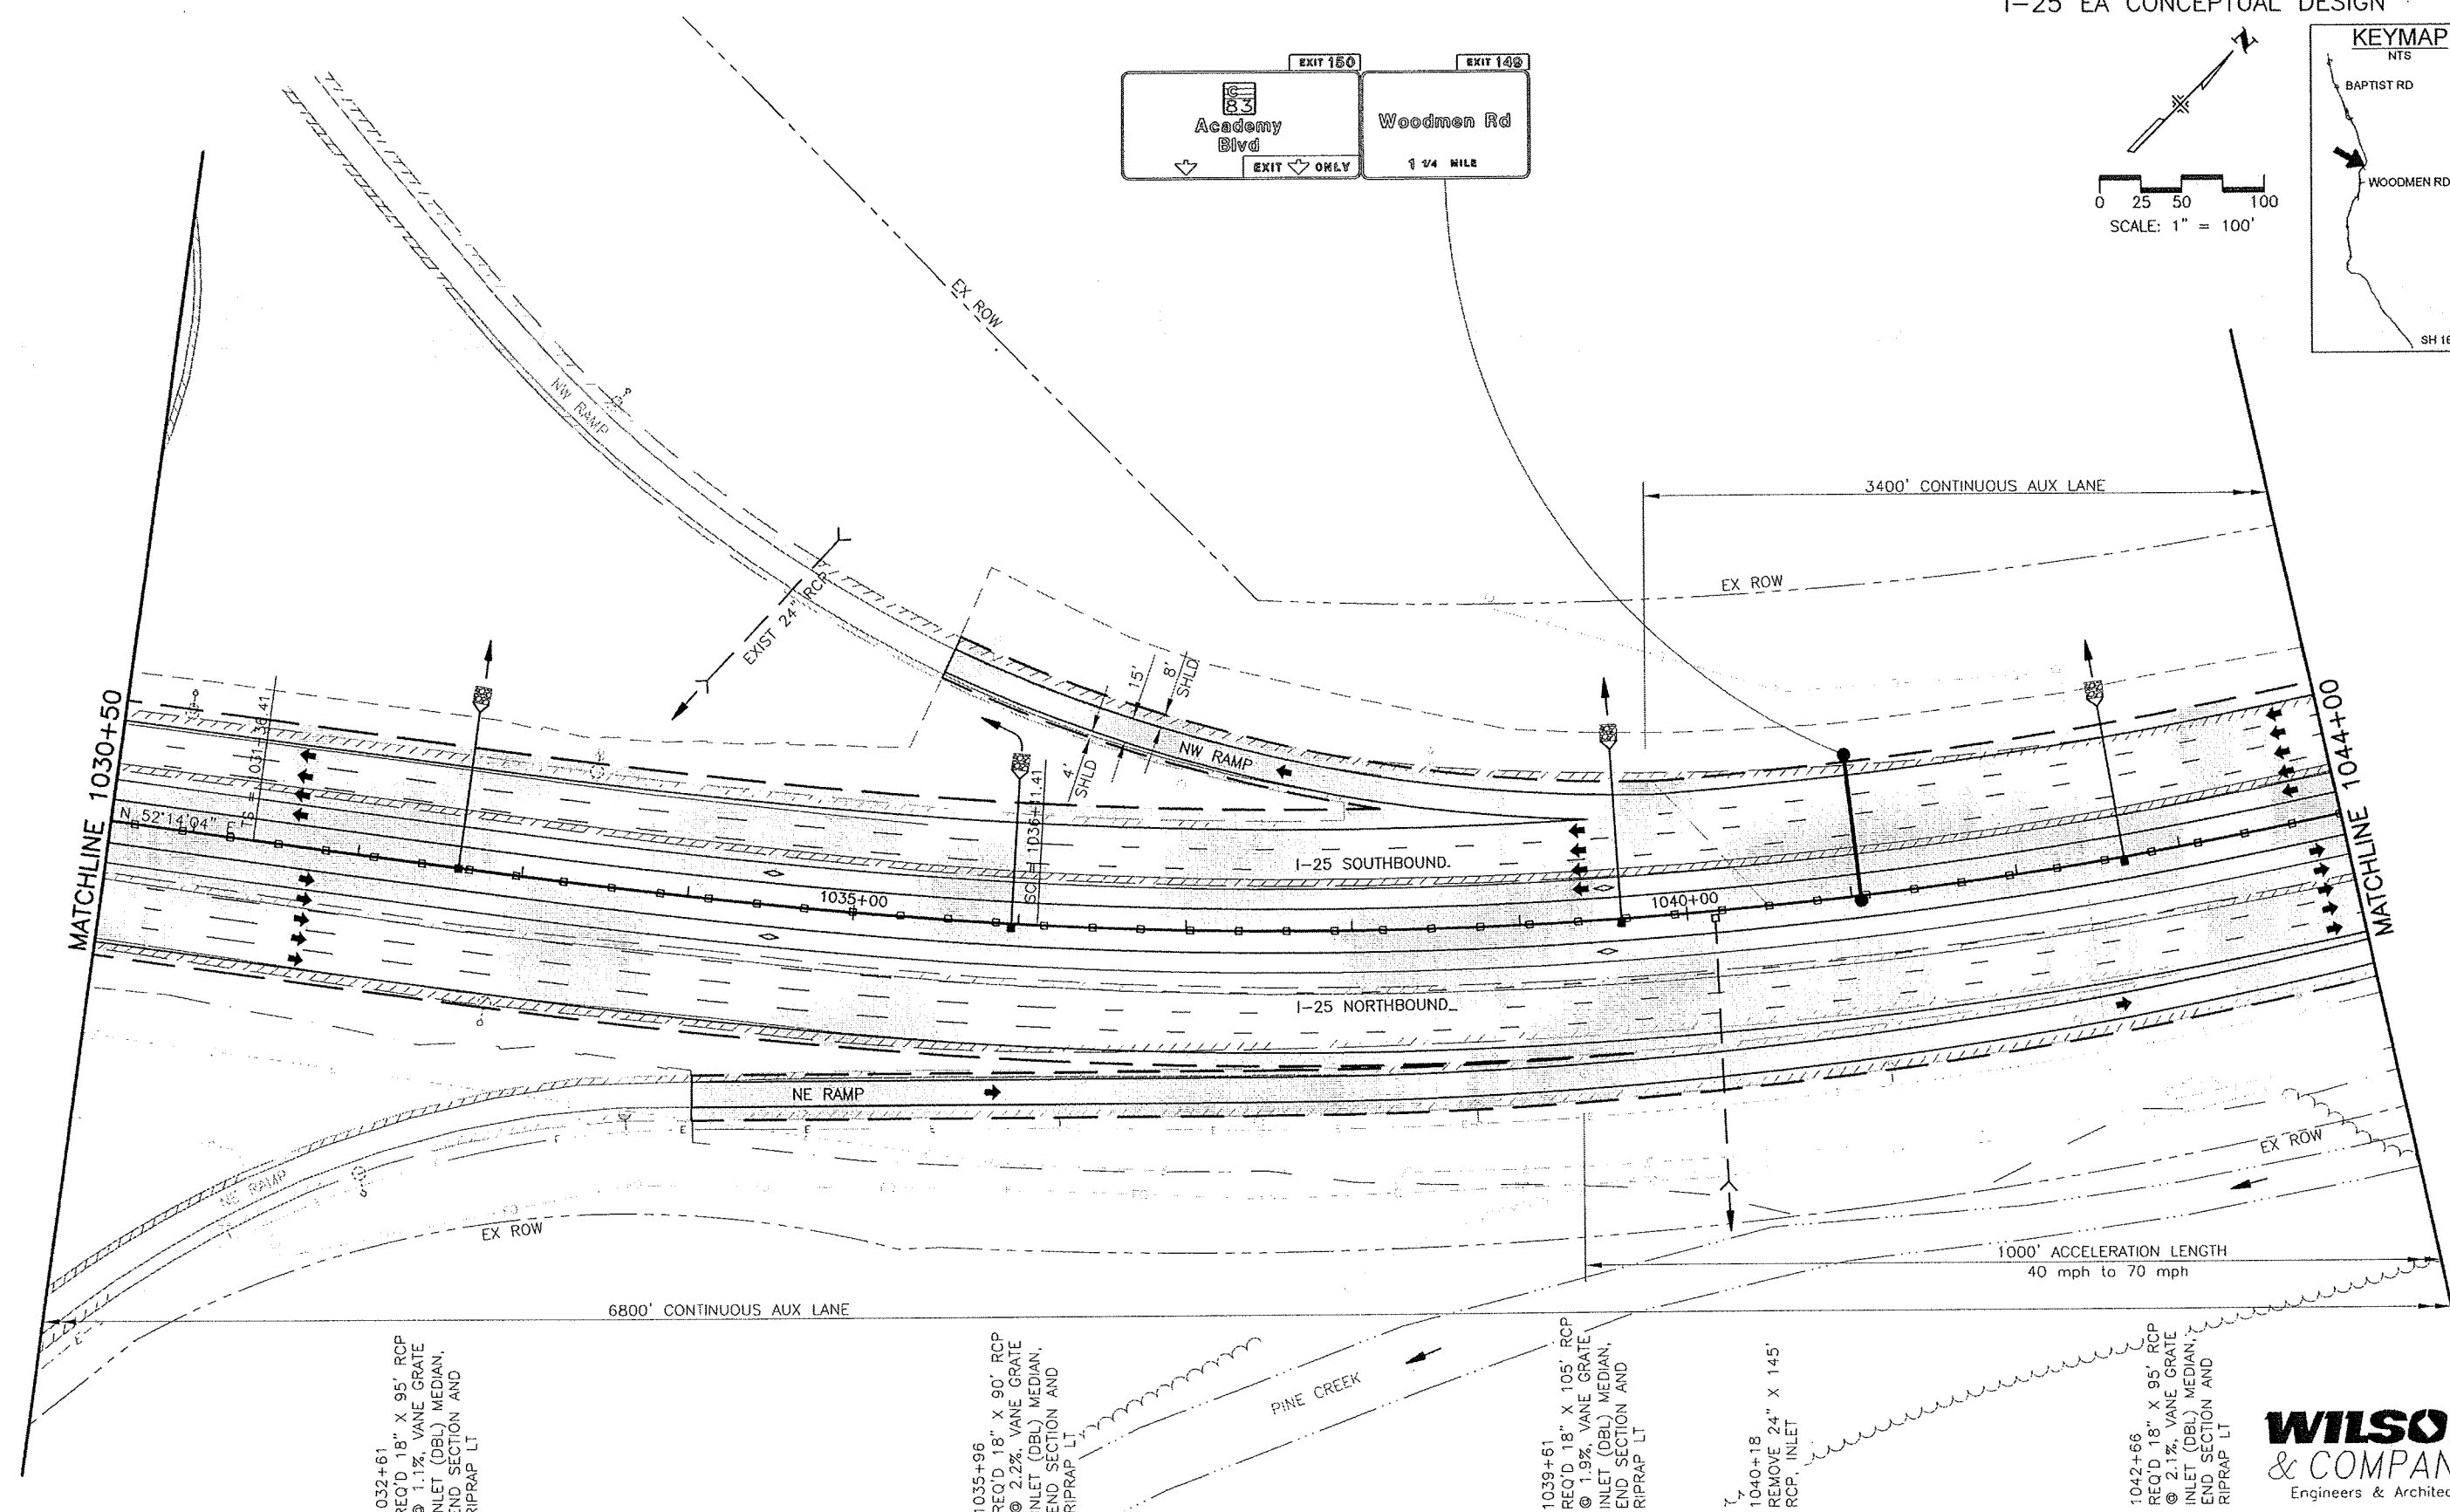 I-25 EA CONCEPTUAL DESIGN
KEYMAP
NTS
BAPTIST RD
WOODMEN RD
N
0 25 50 100
SCALE: 1" = 100'
EXIT 150
EXIT 149
83
Academy
Blvd
EXIT ONLY
Woodmen Rd
1 1/4 MILE
EX ROW
NW RAMP
3400' CONTINUOUS AUX LANE
EX ROW
EXIST 24" RCP
15'
8'
SHLD
NW RAMP
4'
SHLD
MATCHLINE 1030+50
MATCHLINE 1044+00
N 52°14'04" E
SC = 1036+11.41
I-25 SOUTHBOUND
1035+00
1040+00
I-25 NORTHBOUND
NE RAMP
NE RAMP
EX ROW
EX ROW
1000' ACCELERATION LENGTH
40 mph to 70 mph
6800' CONTINUOUS AUX LANE
PINE CREEK
1032+61
REQ'D 18" X 95' RCP
@ 1.1%, VANE GRATE
INLET (DBL) MEDIAN,
END SECTION AND
RIPRAP LT
1035+96
REQ'D 18" X 90' RCP
@ 2.2%, VANE GRATE
INLET (DBL) MEDIAN,
END SECTION AND
RIPRAP LT
1039+61
REQ'D 18" X 105' RCP
@ 1.9%, VANE GRATE
INLET (DBL) MEDIAN,
END SECTION AND
RIPRAP LT
1040+18
REMOVE 24" X 145'
RCP, INLET
1042+66
REQ'D 18" X 95' RCP
@ 2.1%, VANE GRATE
INLET (DBL) MEDIAN,
END SECTION AND
RIPRAP LT
WILSO
& COMPAN
Engineers & Architec